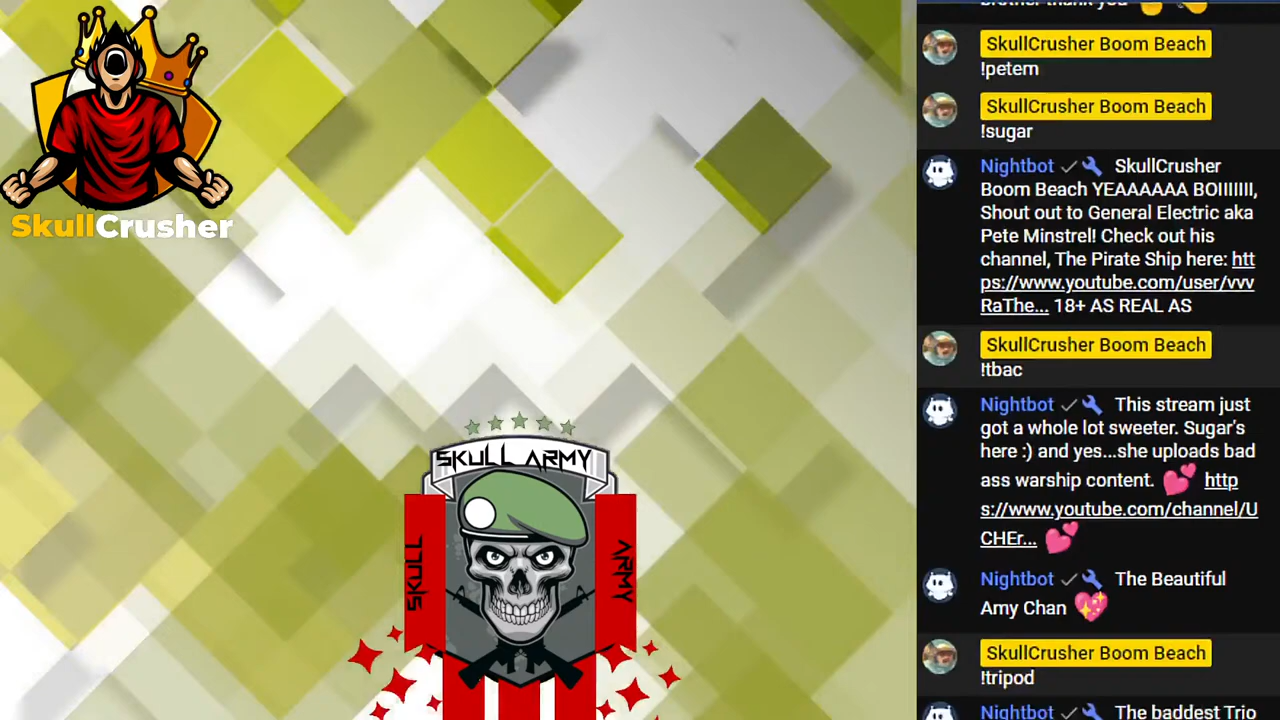 SkullCrusher
SKULL ARMY
SKULL
ARMY
brother thank you
SkullCrusher Boom Beach
!petem
SkullCrusher Boom Beach
!sugar
Nightbot SkullCrusher
Boom Beach YEAAAAAA BOIIIIIII,
Shout out to General Electric aka
Pete Minstrel! Check out his
channel, The Pirate Ship here: htt
ps://www.youtube.com/user/vvv
RaThe... 18+ AS REAL AS
SkullCrusher Boom Beach
!tbac
Nightbot This stream just
got a whole lot sweeter. Sugar's
here :) and yes...she uploads bad
ass warship content. 💕 http
s://www.youtube.com/channel/U
CHEr... 💕
Nightbot The Beautiful
Amy Chan 💖
SkullCrusher Boom Beach
!tripod
Nightbot The baddest Trio